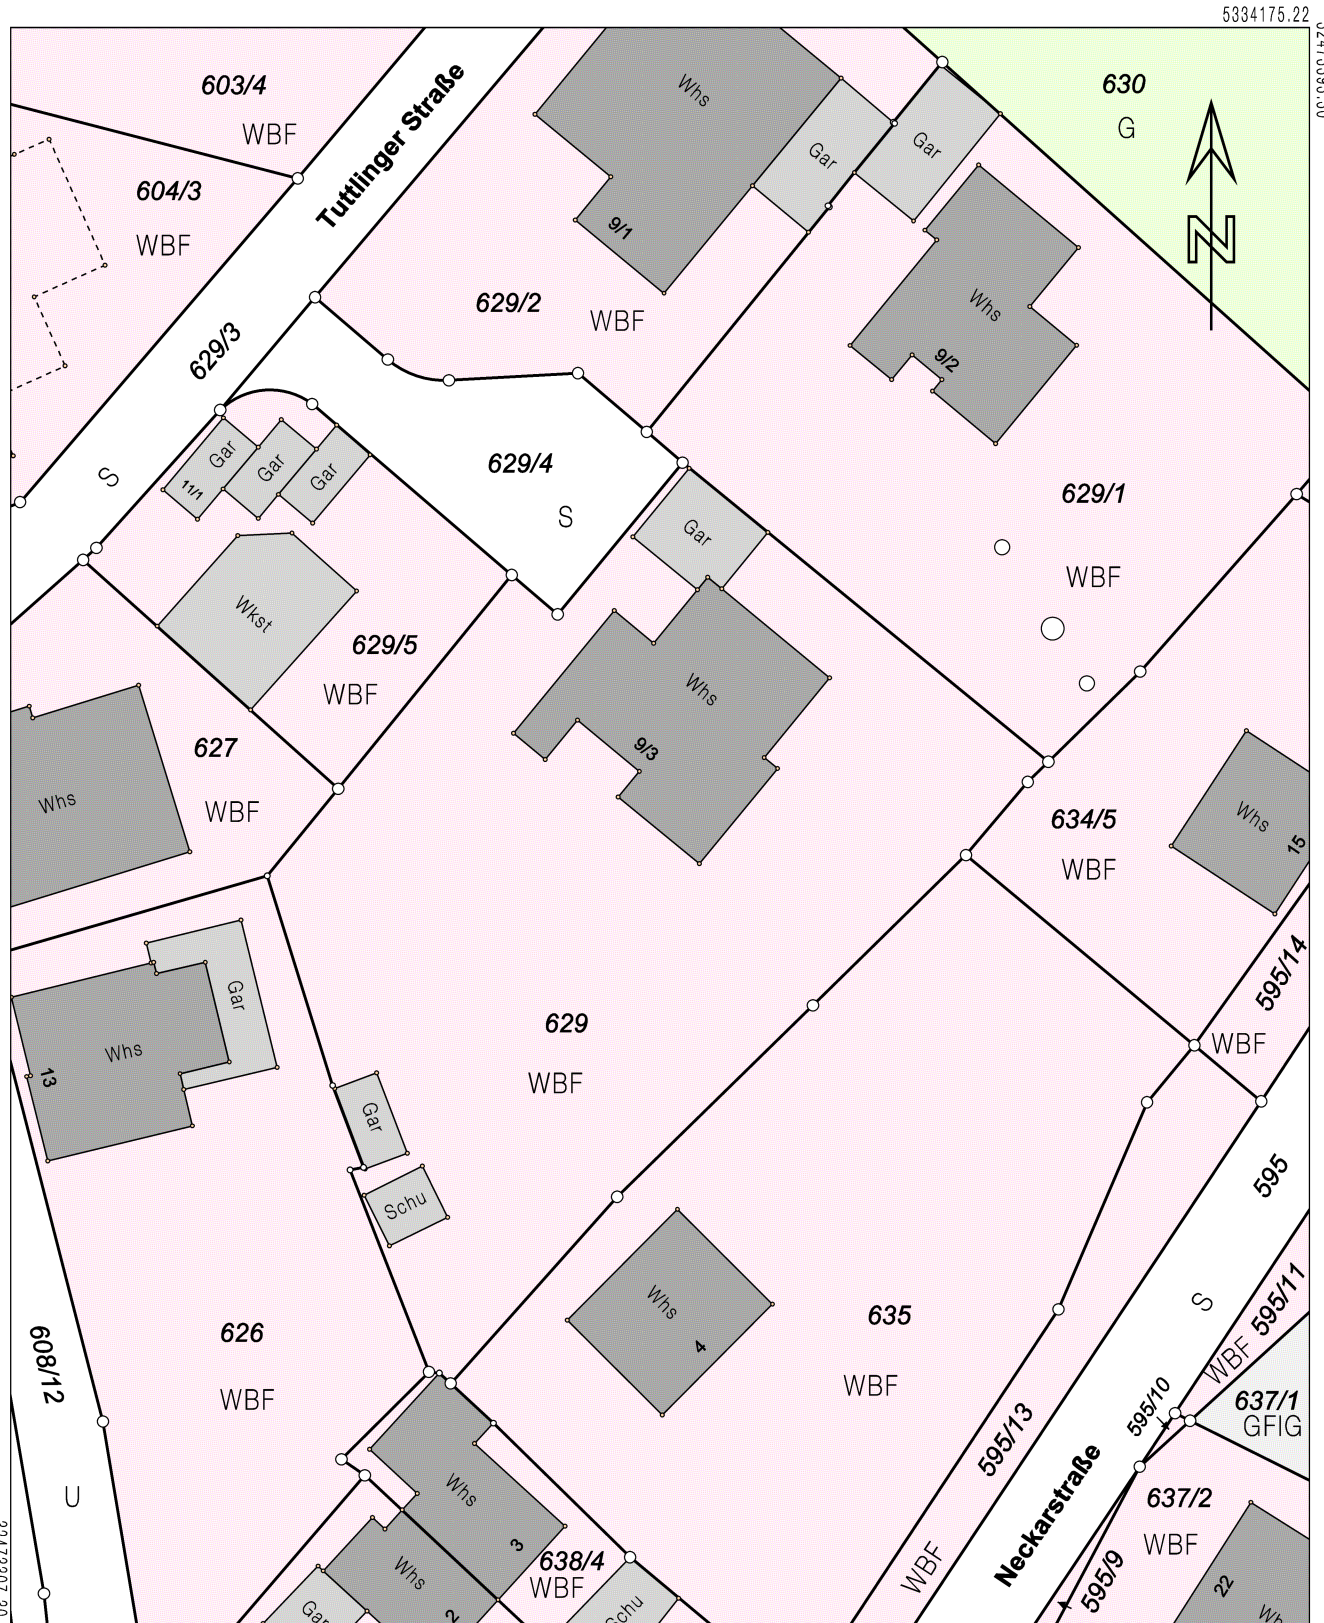 5334175.22
603/4
WBF
Tuttlinger Straße
Whs
Gar
Gar
630
G
N
604/3
WBF
9/1
629/2
WBF
Whs
9/2
629/3
S
Gar
Gar
Gar
11/1
629/4
S
629/1
WBF
Gar
Wkst
629/5
WBF
Whs
9/3
627
WBF
Whs
634/5
WBF
Whs
15
595/14
WBF
Gar
Whs
13
629
WBF
Gar
Schu
595
S
595/11
WBF
Whs
4
635
WBF
626
WBF
608/12
U
637/1
GFIG
595/10
595/13
WBF
Neckarstraße
637/2
WBF
595/9
22
Whs
3
638/4
WBF
Whs
2
Gar
Schu